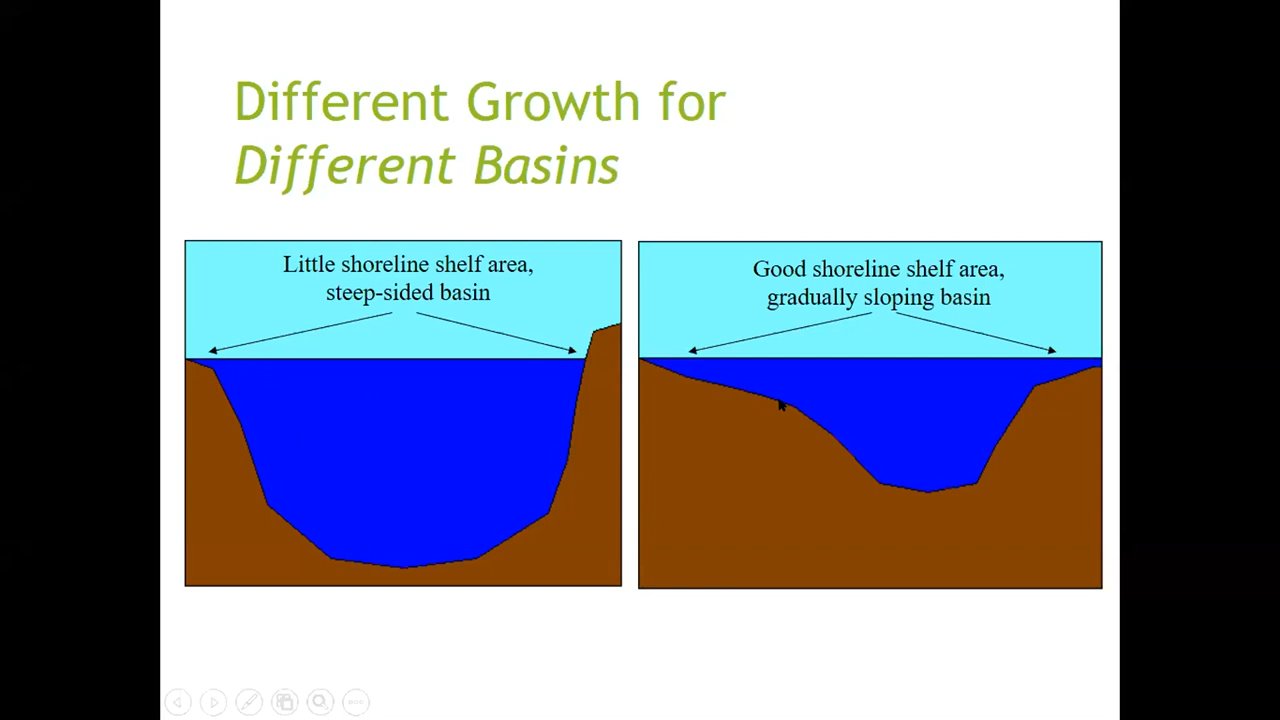 Different Growth for
Different Basins
Little shoreline shelf area,
steep-sided basin
Good shoreline shelf area,
gradually sloping basin